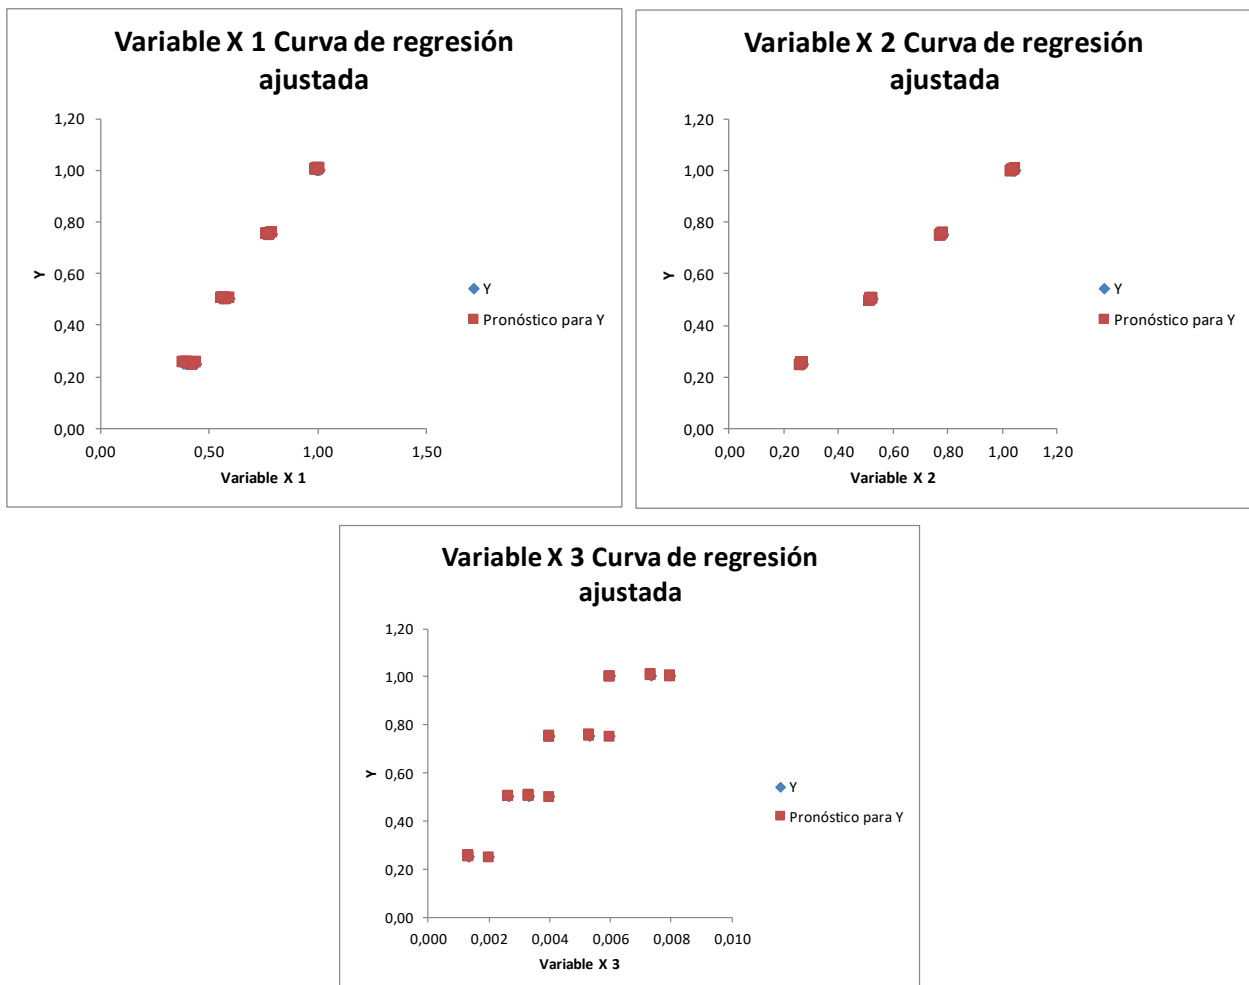 Variable X 1 Curva de regresión
ajustada
1,20
1,00
0,80
0,60
0,40
0,20
0,00
Y
0,00 0,50 1,00 1,50
Variable X 1
Y
Pronóstico para Y
Variable X 2 Curva de regresión
ajustada
1,20
1,00
0,80
0,60
0,40
0,20
0,00
Y
0,00 0,20 0,40 0,60 0,80 1,00 1,20
Variable X 2
Y
Pronóstico para Y
Variable X 3 Curva de regresión
ajustada
1,20
1,00
0,80
0,60
0,40
0,20
0,00
Y
0,000 0,002 0,004 0,006 0,008 0,010
Variable X 3
Y
Pronóstico para Y